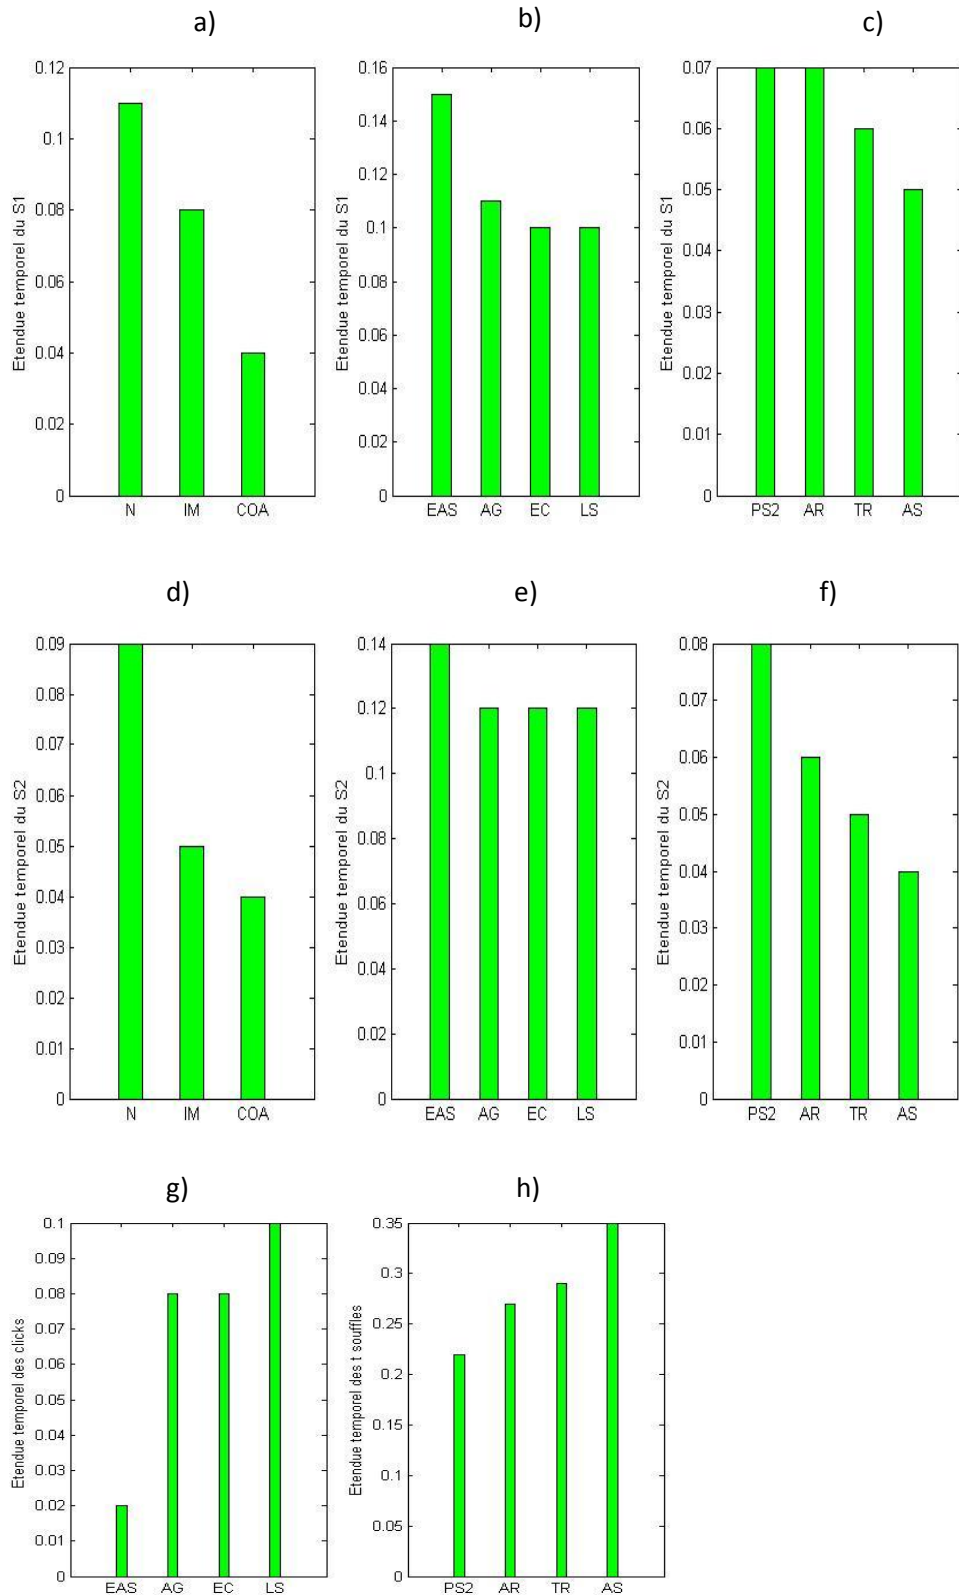 a)
b)
c)
0.12
0.1
0.08
0.06
0.04
0.02
0
Etendue temporel du S1
N IM COA
0.16
0.14
0.12
0.1
0.08
0.06
0.04
0.02
0
Etendue temporel du S1
EAS AG EC LS
0.07
0.06
0.05
0.04
0.03
0.02
0.01
0
Etendue temporel du S1
PS2 AR TR AS
d)
e)
f)
0.09
0.08
0.07
0.06
0.05
0.04
0.03
0.02
0.01
0
Etendue temporel du S2
N IM COA
0.14
0.12
0.1
0.08
0.06
0.04
0.02
0
Etendue temporel du S2
EAS AG EC LS
0.08
0.07
0.06
0.05
0.04
0.03
0.02
0.01
0
Etendue temporel du S2
PS2 AR TR AS
g)
h)
0.1
0.09
0.08
0.07
0.06
0.05
0.04
0.03
0.02
0.01
0
Etendue temporel des clicks
EAS AG EC LS
0.35
0.3
0.25
0.2
0.15
0.1
0.05
0
Etendue temporel des t souffles
PS2 AR TR AS